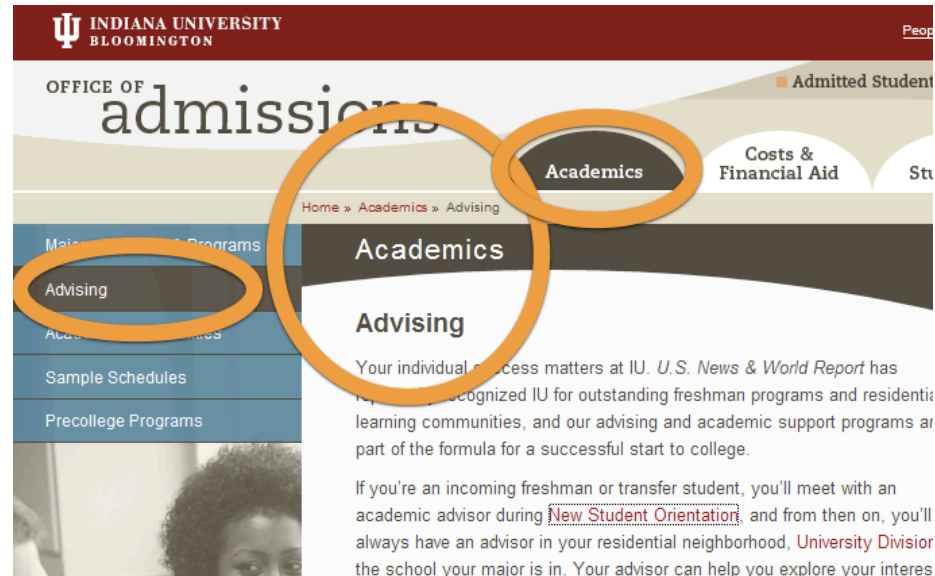 INDIANA UNIVERSITY
BLOOMINGTON
OFFICE OF
admissions
Admitted Student
Academics
Costs &
Financial Aid
Home » Academics » Advising
Programs
Advising
Sample Schedules
Precollege Programs
Academics
Advising
Your individual success matters at IU. U.S. News & World Report has
recognized IU for outstanding freshman programs and
learning communities, and our advising and academic support programs
part of the formula for a successful start to college.
If you're an incoming freshman or transfer student, you'll meet with an
academic advisor during New Student Orientation, and from then on, you'll
always have an advisor in your residential neighborhood, University Division
the school your major is in. Your advisor can help you explore your